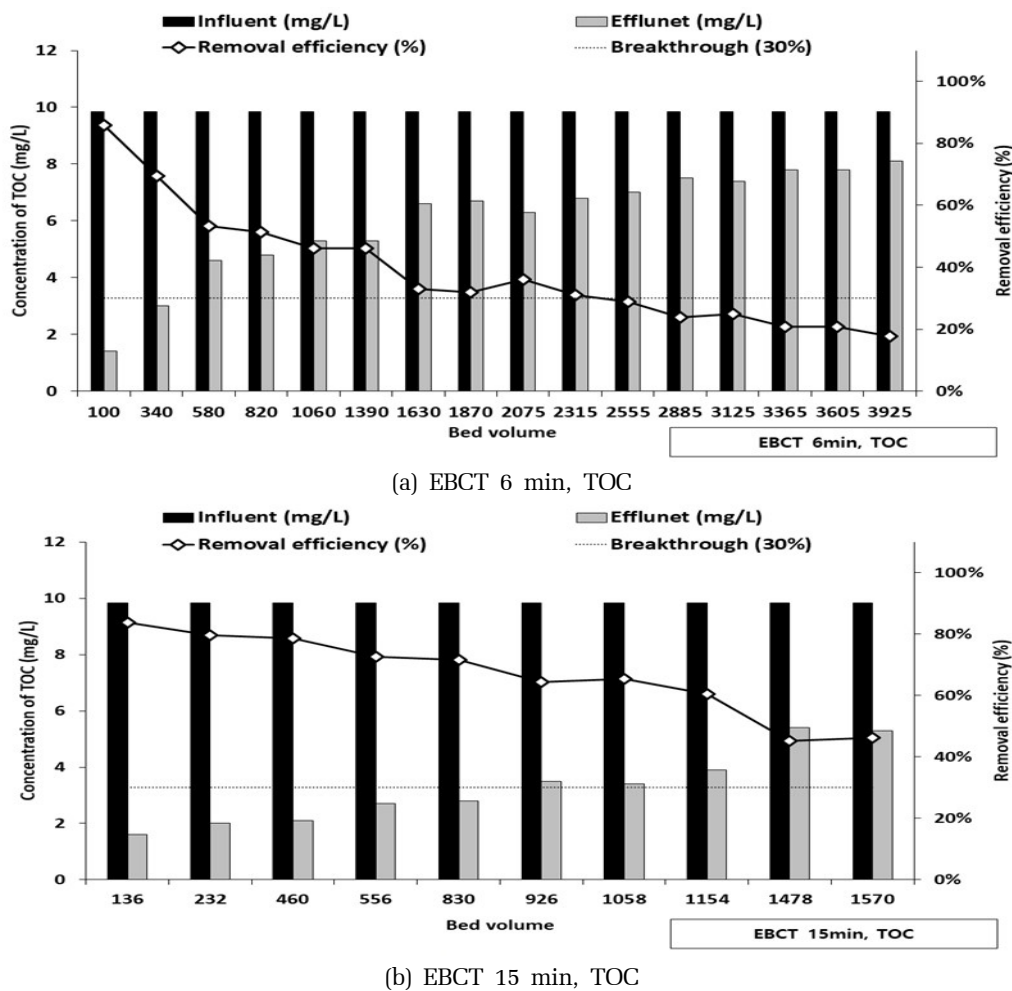 Influent (mg/L) Efflunet (mg/L)
Removal efficiency (%) Breakthrough (30%)
Concentration of TOC (mg/L)
12
10
8
6
4
2
0
100%
80%
60%
40%
20%
0%
Removal efficiency (%)
100 340 580 820 1060 1390 1630 1870 2075 2315 2555 2885 3125 3365 3605 3925
Bed volume
EBCT 6min, TOC
(a) EBCT 6 min, TOC
Influent (mg/L) Efflunet (mg/L)
Removal efficiency (%) Breakthrough (30%)
Concentration of TOC (mg/L)
12
10
8
6
4
2
0
100%
80%
60%
40%
20%
0%
Removal efficiency (%)
136 232 460 556 830 926 1058 1154 1478 1570
Bed volume
EBCT 15min, TOC
(b) EBCT 15 min, TOC